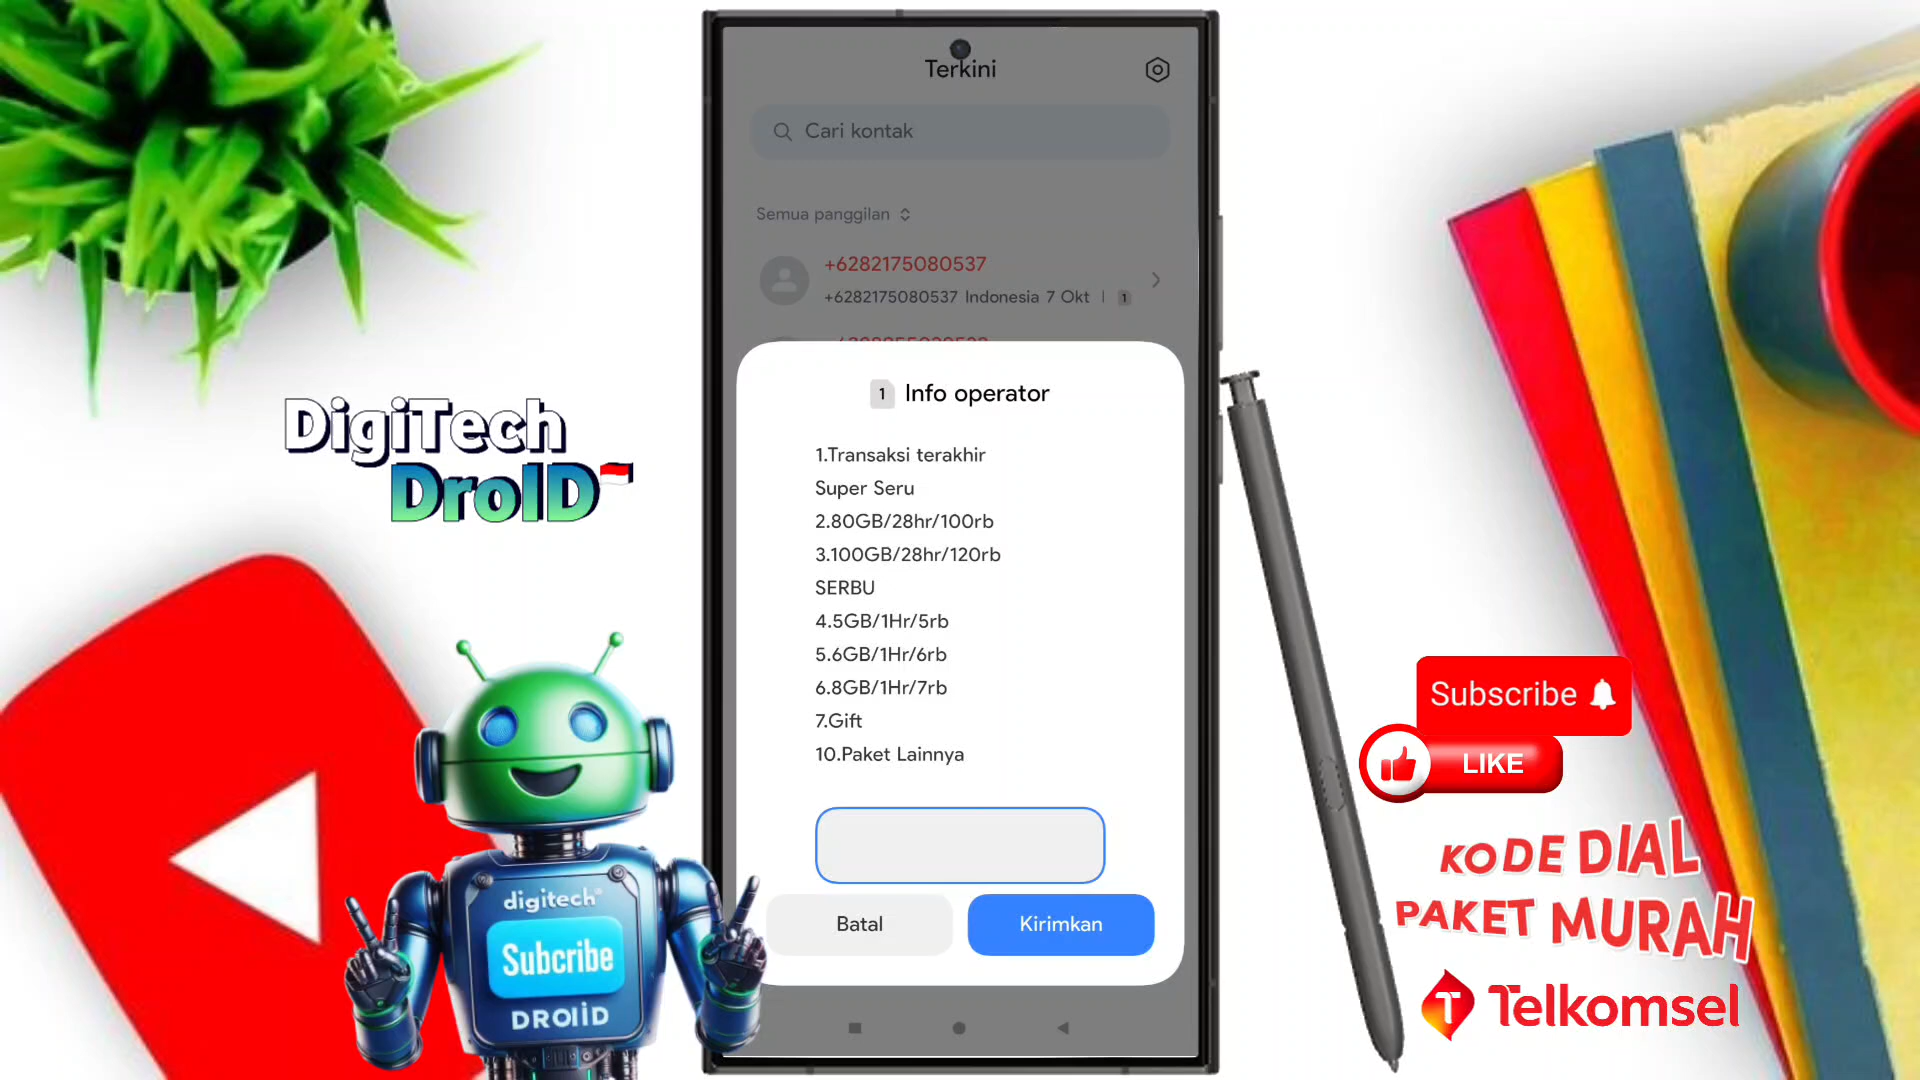 Terkini
Cari kontak
Semua panggilan
+6282175080537
+6282175080537 Indonesia 7 Okt | 1
1 Info operator
1.Transaksi terakhir
Super Seru
2.80GB/28hr/100rb
3.100GB/28hr/120rb
SERBU
4.5GB/1Hr/5rb
5.6GB/1Hr/6rb
6.8GB/1Hr/7rb
7.Gift
10.Paket Lainnya
Batal
Kirimkan
DigiTech
DroID
digitech
Subcribe
DROIID
Subscribe
LIKE
KODE DIAL
PAKET MURAH
Telkomsel